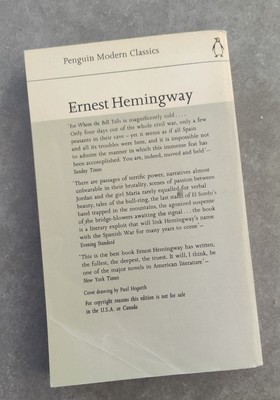 Penguin Modern Classics
Ernest Hemingway
'For Whom the Bell Tolls is magnificently told . . . .
Only four days out of the whole civil war, only a few
peasants in their cave – yet it seems as if all Spain
and all its troubles were here, and it is impossible not
to admire the manner in which this immense feat has
been accomplished. You are, indeed, moved and held' –
Sunday Times
'There are passages of terrific power, narratives almost
unbearable in their brutality, scenes of passion between
Jordan and the girl Maria rarely equalled for verbal
beauty, tales of the bull-ring, the last stand of El Sordo's
band trapped in the mountains, the agonized suspense
of the bridge-blowers awaiting the signal . . . the book
is a literary exploit that will link Hemingway's name
with the Spanish War for many years to come' –
Evening Standard
'This is the best book Ernest Hemingway has written,
the fullest, the deepest, the truest. It will, I think, be
one of the major novels in American literature' –
New York Times
Cover drawing by Paul Hogarth
For copyright reasons this edition is not for sale
in the U.S.A. or Canada